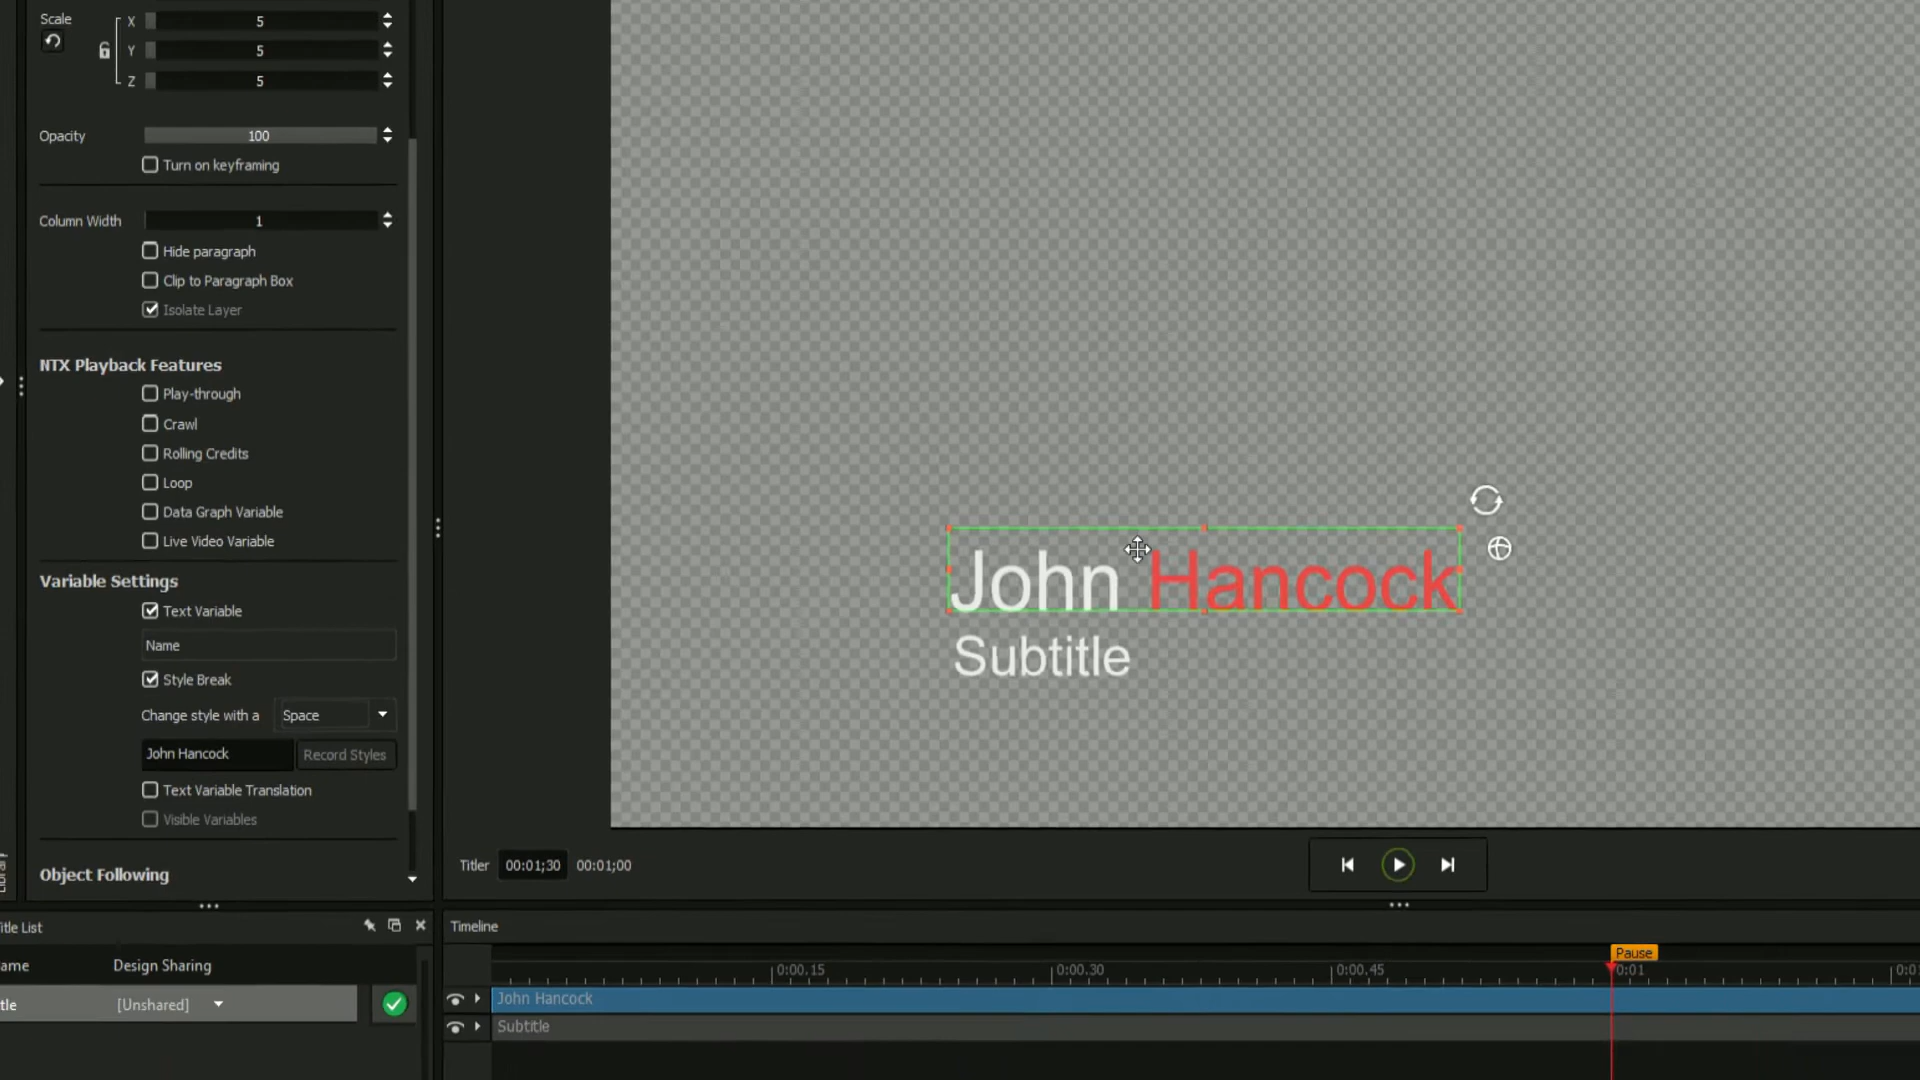 Scale
X 5
Y 5
Z 5
Opacity 100
Turn on keyframing
Column Width 1
Hide paragraph
Clip to Paragraph Box
Isolate Layer
NTX Playback Features
Play-through
Crawl
Rolling Credits
Loop
Data Graph Variable
Live Video Variable
Variable Settings
Text Variable
Name
Style Break
Change style with a Space
John Hancock Record Styles
Text Variable Translation
Visible Variables
Object Following
John Hancock
Subtitle
Titler 00:01;30 00:01;00
itle List
ame Design Sharing
tle [Unshared]
Timeline
Pause
0:00.15 0:00.30 0:00.45 0:01
John Hancock
Subtitle